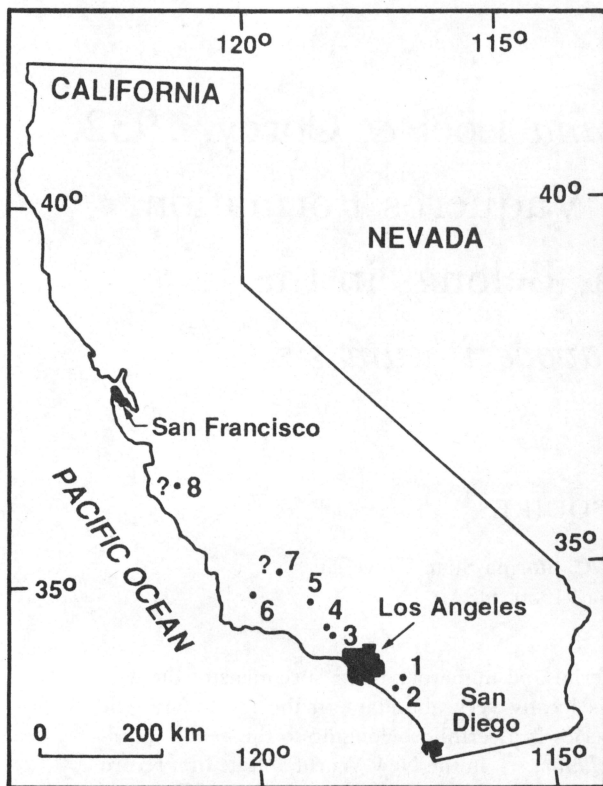 120° 115°
CALIFORNIA
40° 40°
NEVADA
San Francisco
? 8
PACIFIC OCEAN
35°
? 7
35° 5
6 4 Los Angeles
3
1
2 San
Diego
0 200 km
120° 115°